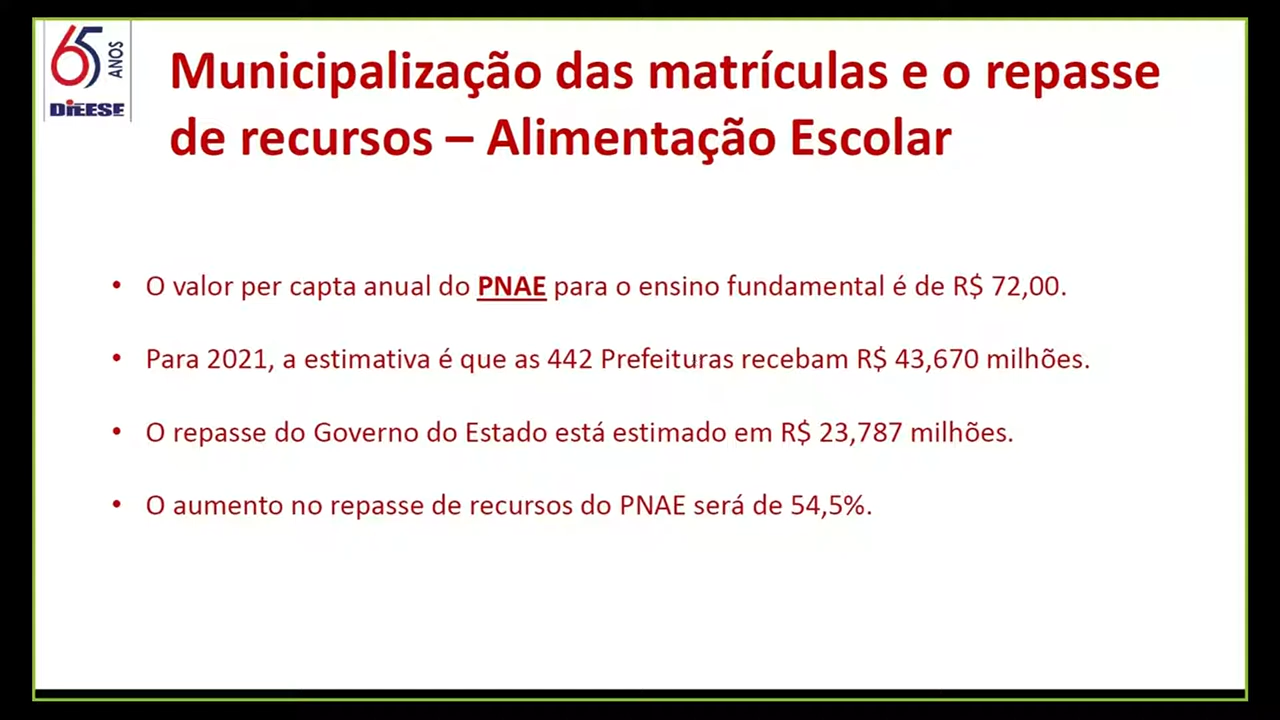 65 ANOS
DIEESE
Municipalização das matrículas e o repasse
de recursos – Alimentação Escolar
• O valor per capta anual do PNAE para o ensino fundamental é de R$ 72,00.
• Para 2021, a estimativa é que as 442 Prefeituras recebam R$ 43,670 milhões.
• O repasse do Governo do Estado está estimado em R$ 23,787 milhões.
• O aumento no repasse de recursos do PNAE será de 54,5%.